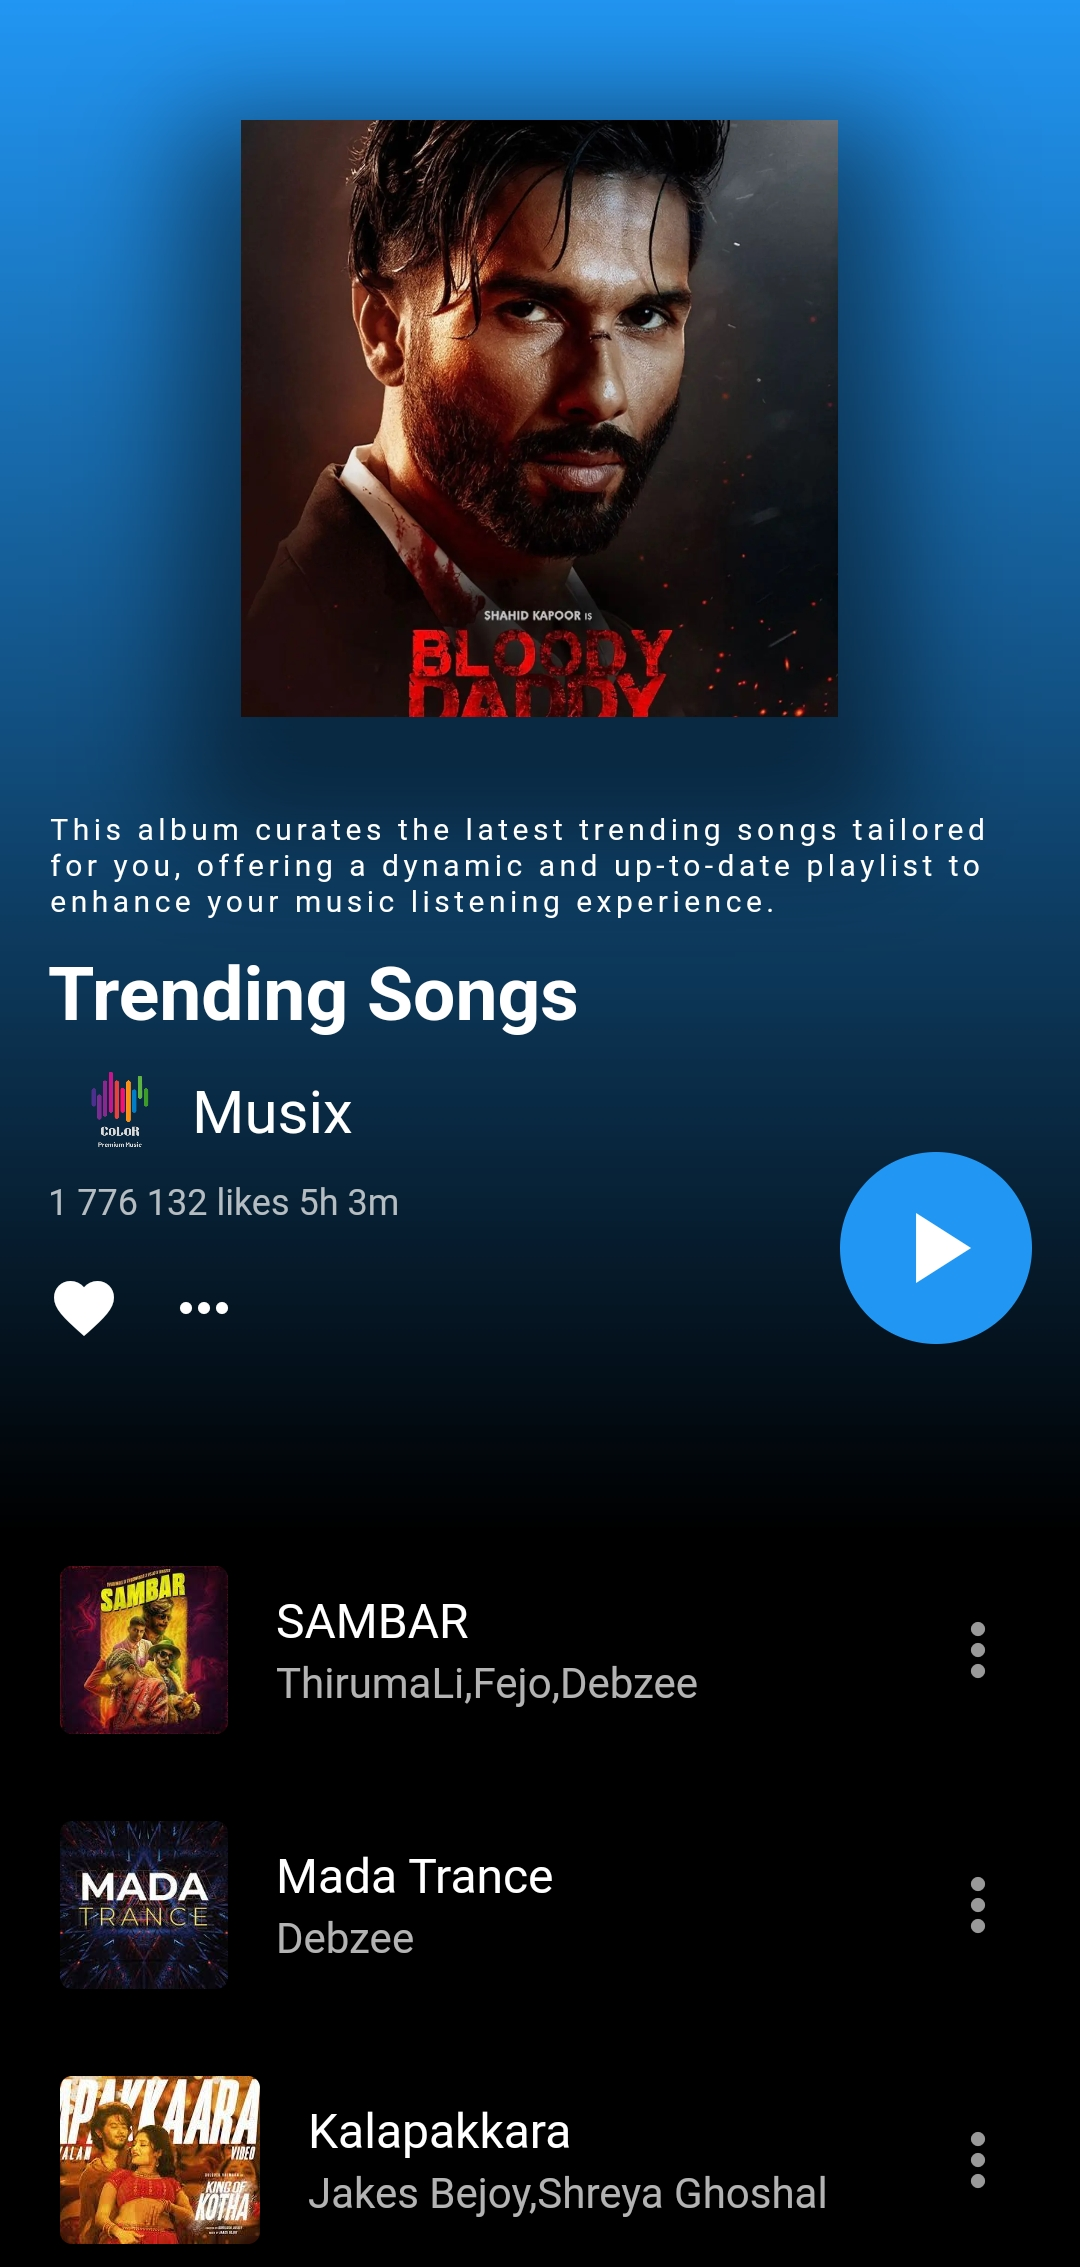 SHAHID KAPOOR IS
BLOODY
DADDY
This album curates the latest trending songs tailored
for you, offering a dynamic and up-to-date playlist to
enhance your music listening experience.
Trending Songs
CoLoR
Premium Music
Musix
1 776 132 likes 5h 3m
SAMBAR
SAMBAR
ThirumaLi,Fejo,Debzee
MADA
TRANCE
Mada Trance
Debzee
APAKKAARA
VIDEO
KING OF
KOTHA
Kalapakkara
Jakes Bejoy,Shreya Ghoshal